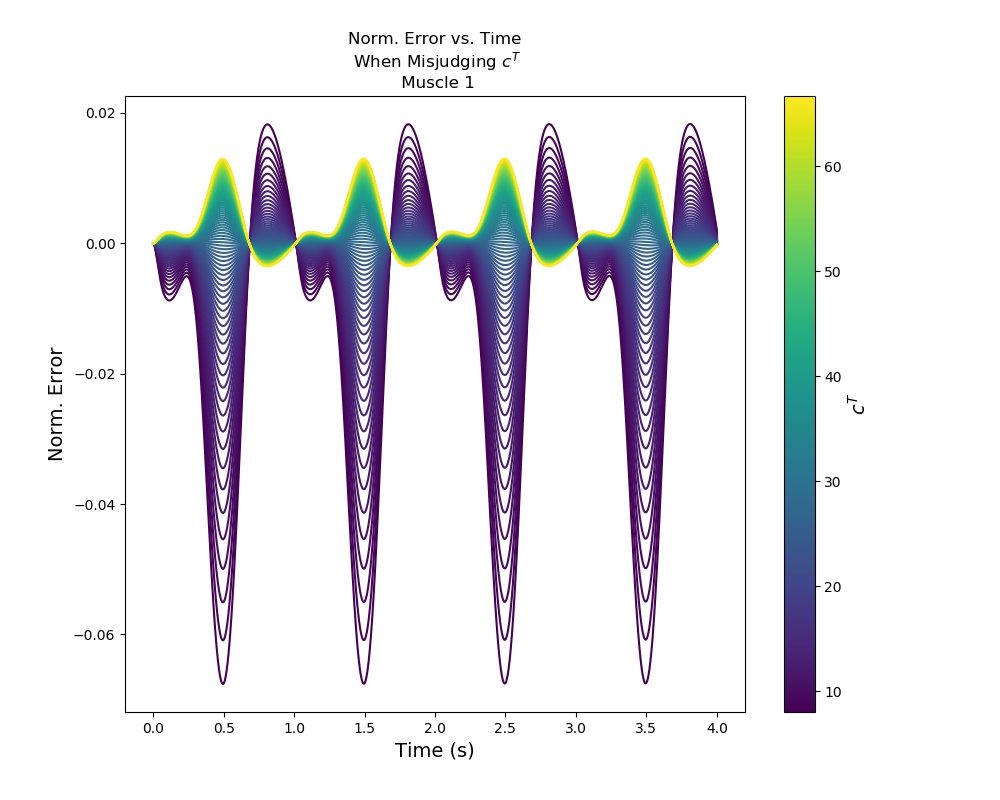 Norm. Error vs. Time
When Misjudging c^T
Muscle 1
0.02
0.00
−0.02
−0.04
−0.06
Norm. Error
0.0 0.5 1.0 1.5 2.0 2.5 3.0 3.5 4.0
Time (s)
60
50
40
30
20
10
c^T